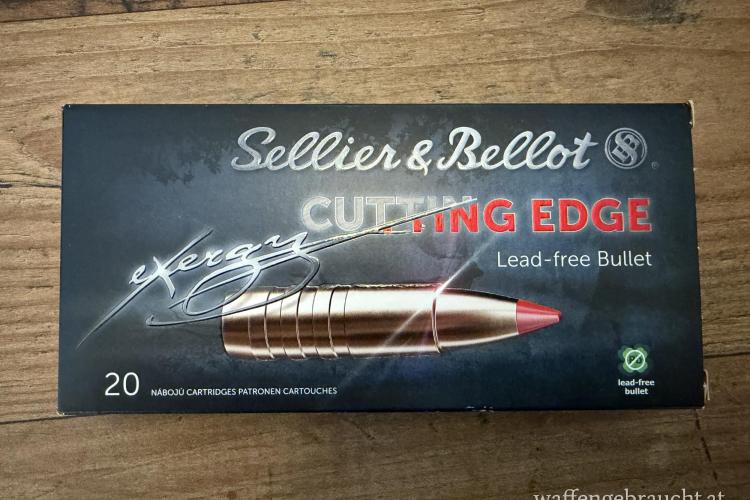 Sellier & Bellot
CUTTING EDGE
exergy
Lead-free Bullet
20 NÁBOJŮ CARTRIDGES PATRONEN CARTOUCHES
lead-free
bullet
waffengebraucht.at